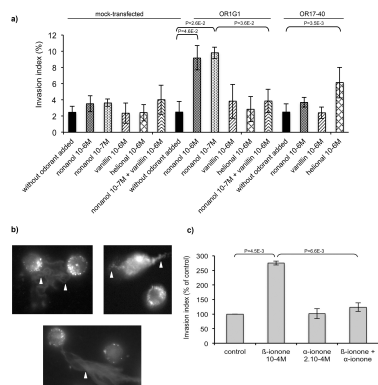 a)
mock-transfected OR1G1 OR17-40
P=2.6E-2 P=3.6E-2 P=3.5E-3
P=4.6E-2
Invasion index (%)
12
10
8
6
4
2
0
without odorant added
nonanol 10-6M
nonanol 10-7M
vanillin 10-6M
helional 10-6M
nonanol 10-7M + vanillin 10-6M
without odorant added
nonanol 10-6M
nonanol 10-7M
vanillin 10-6M
helional 10-6M
nonanol 10-7M + vanillin 10-6M
without odorant added
nonanol 10-6M
vanillin 10-6M
helional 10-6M
b)
c)
P=4.5E-3 P=6.6E-3
Invasion index (% of control)
300
250
200
150
100
50
0
control
ß-ionone 10-4M
α-ionone 2.10-4M
ß-ionone + α-ionone